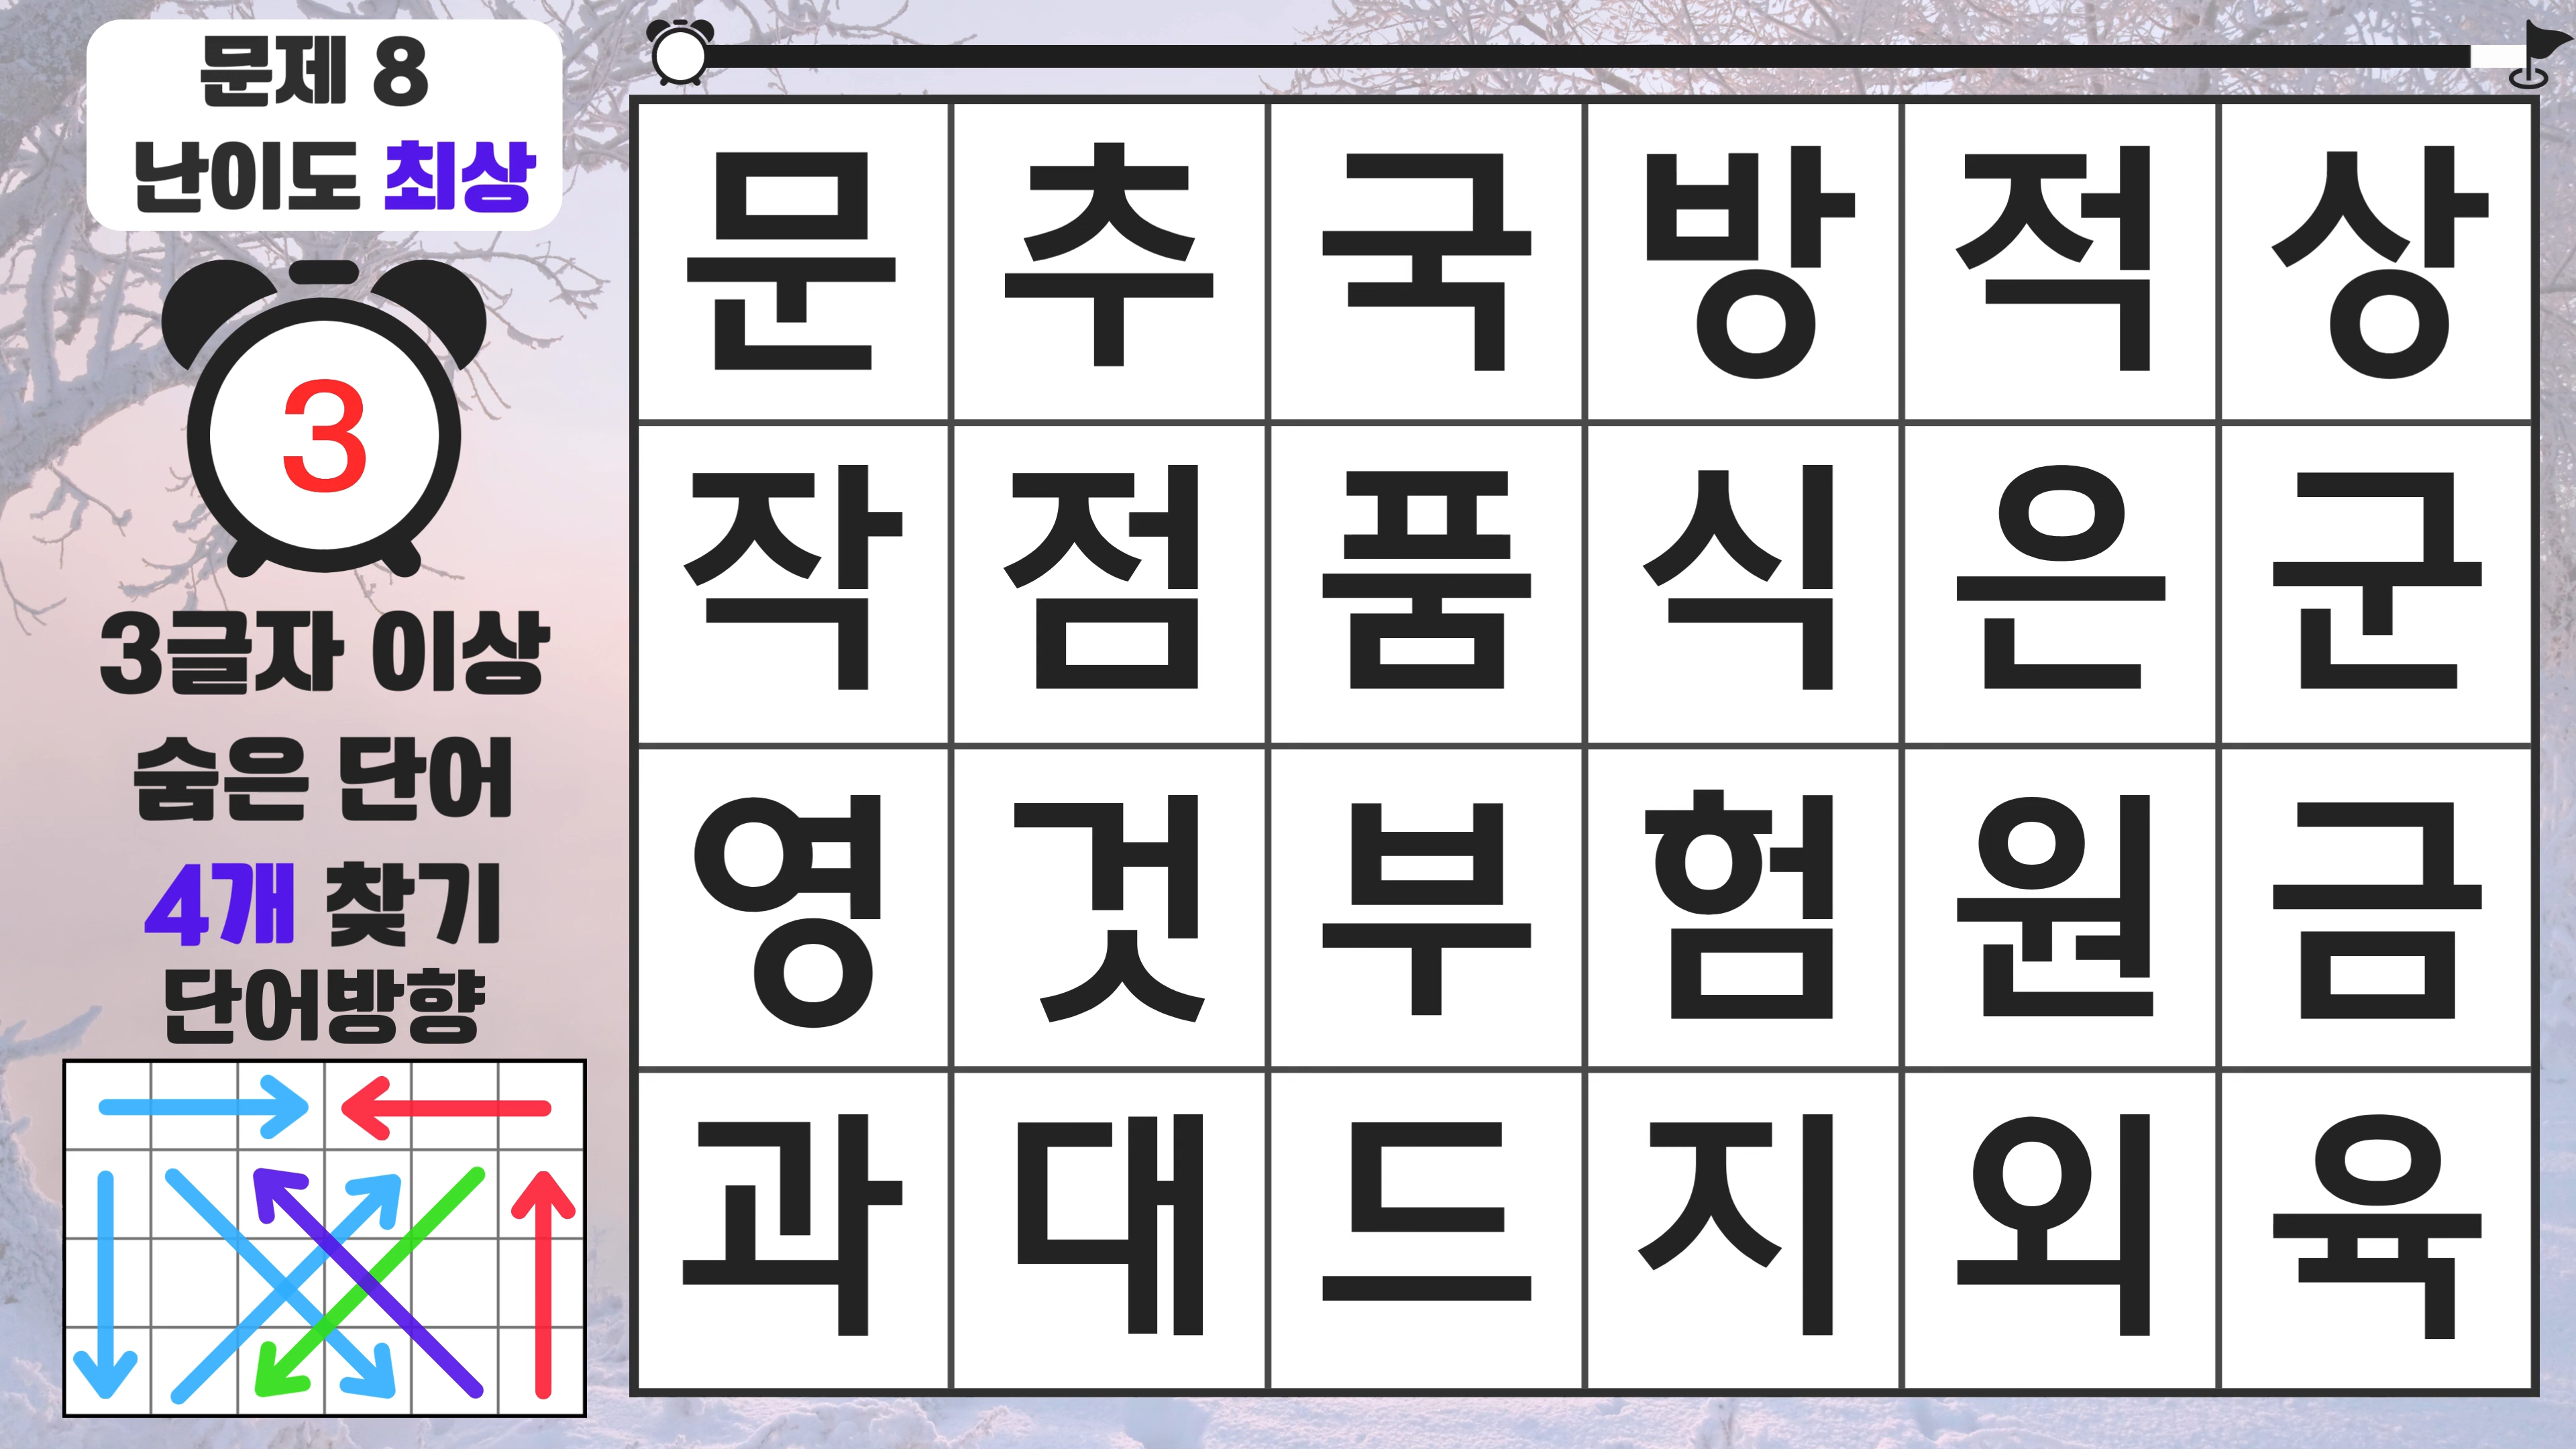 문제 8
난이도 최상
3
3글자 이상
숨은 단어
4개 찾기
단어방향
문 추 국 방 적 상
작 점 품 식 은 군
영 것 부 험 원 금
과 대 드 지 외 육